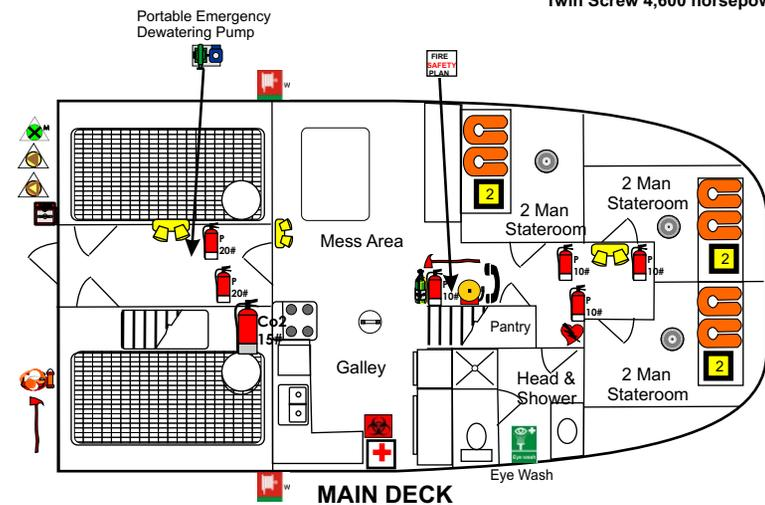 Twin Screw 4,600 horsepow
Portable Emergency
Dewatering Pump
FIRE
SAFETY
PLAN
W
M
2
2 Man
Stateroom
2 Man
Stateroom
2
Mess Area
P
20#
P
20#
P
10#
P
10#
P
10#
P
10#
Co2
15#
Pantry
Galley
Head &
Shower
2 Man
Stateroom
2
Eye wash
Eye Wash
W
MAIN DECK